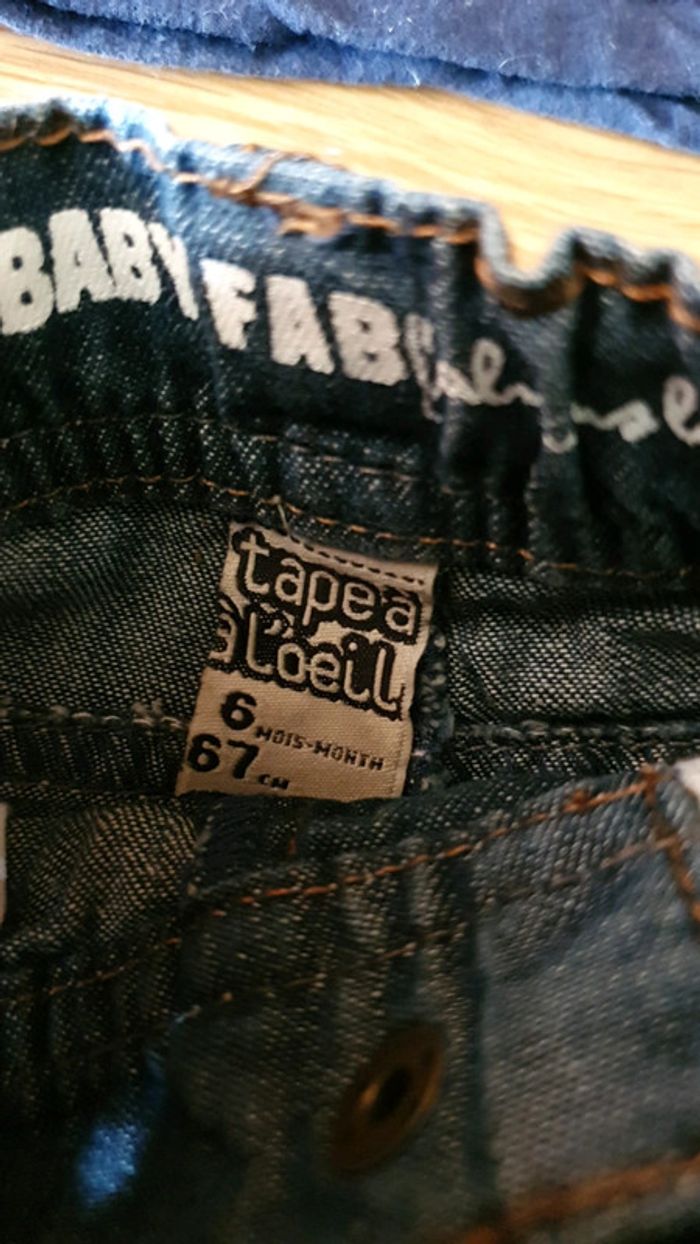 BABY FAB
tape à
l'oeil
6 MOIS-MONTH
67 CM